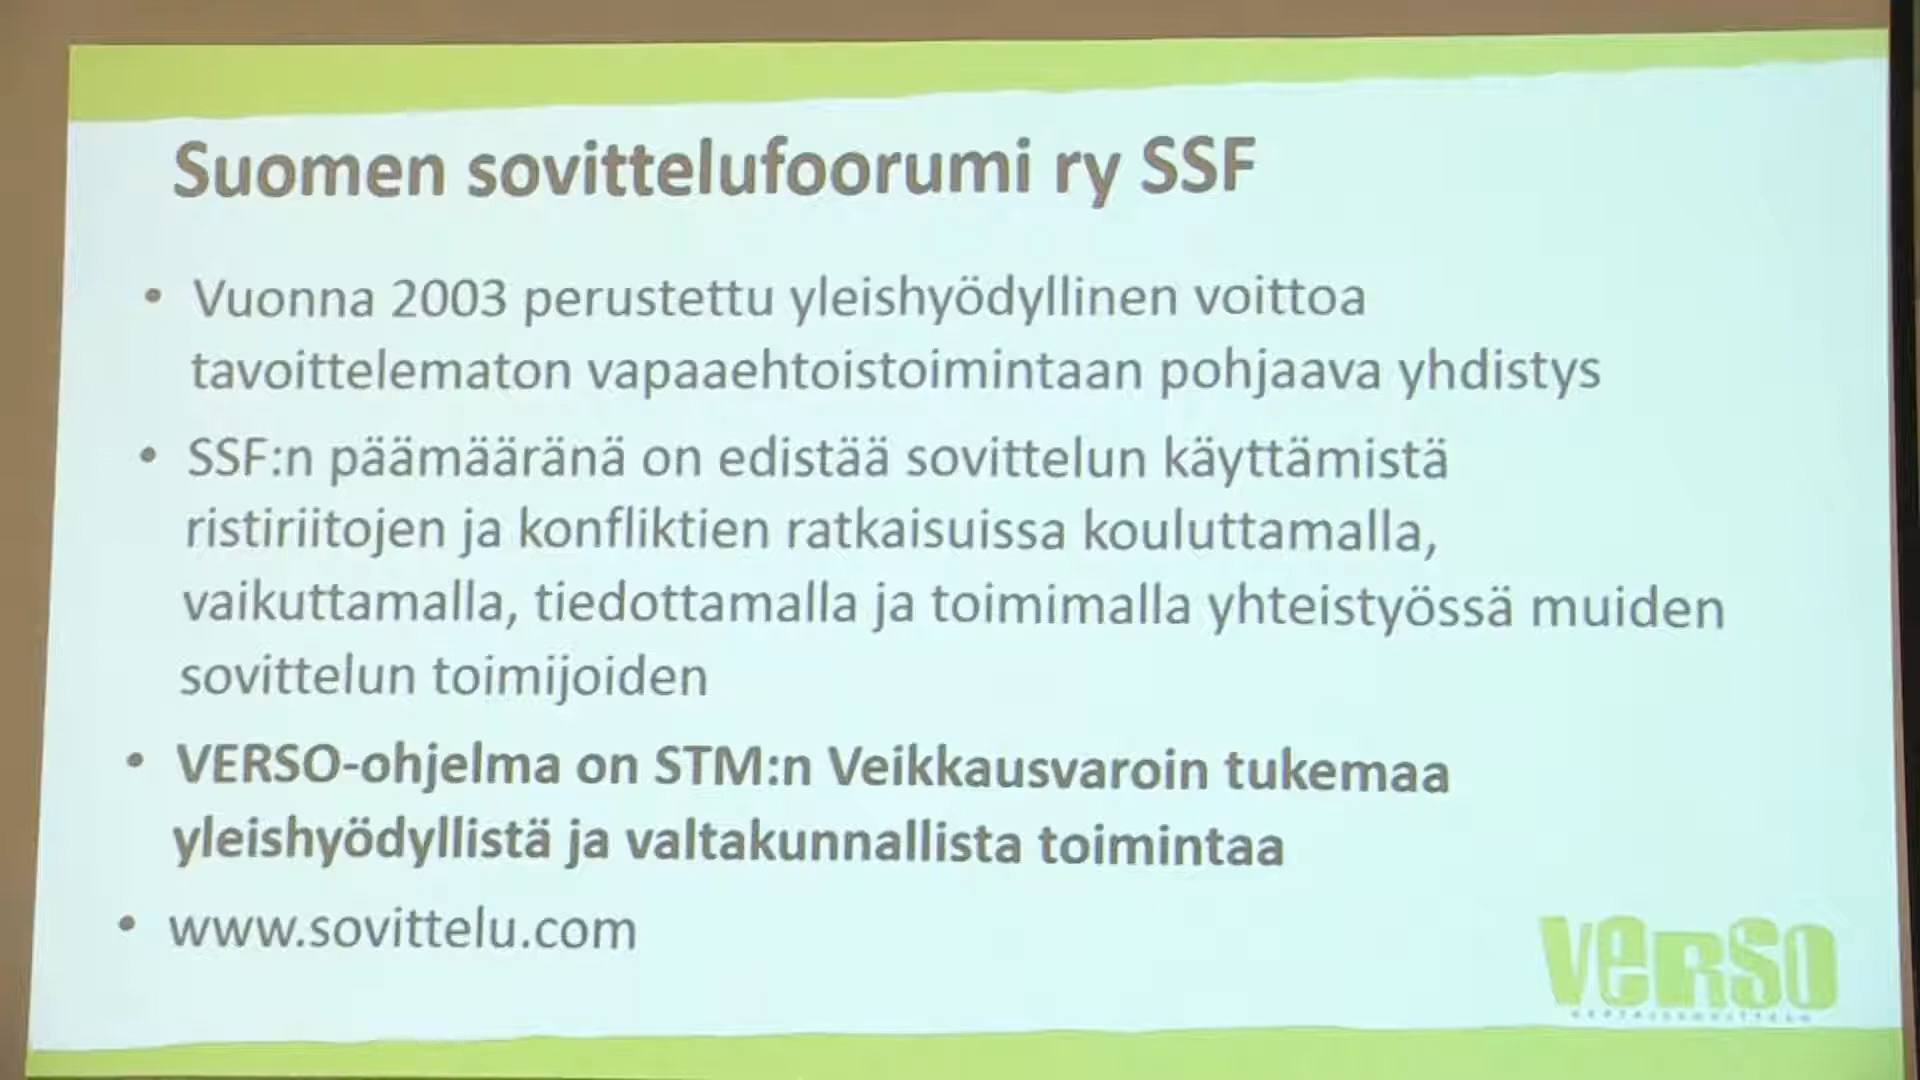 Suomen sovittelufoorumi ry SSF
• Vuonna 2003 perustettu yleishyödyllinen voittoa
tavoittelematon vapaaehtoistoimintaan pohjaava yhdistys
• SSF:n päämääränä on edistää sovittelun käyttämistä
ristiriitojen ja konfliktien ratkaisuissa kouluttamalla,
vaikuttamalla, tiedottamalla ja toimimalla yhteistyössä muiden
sovittelun toimijoiden
• VERSO-ohjelma on STM:n Veikkausvaroin tukemaa
yleishyödyllistä ja valtakunnallista toimintaa
• www.sovittelu.com
VERSO